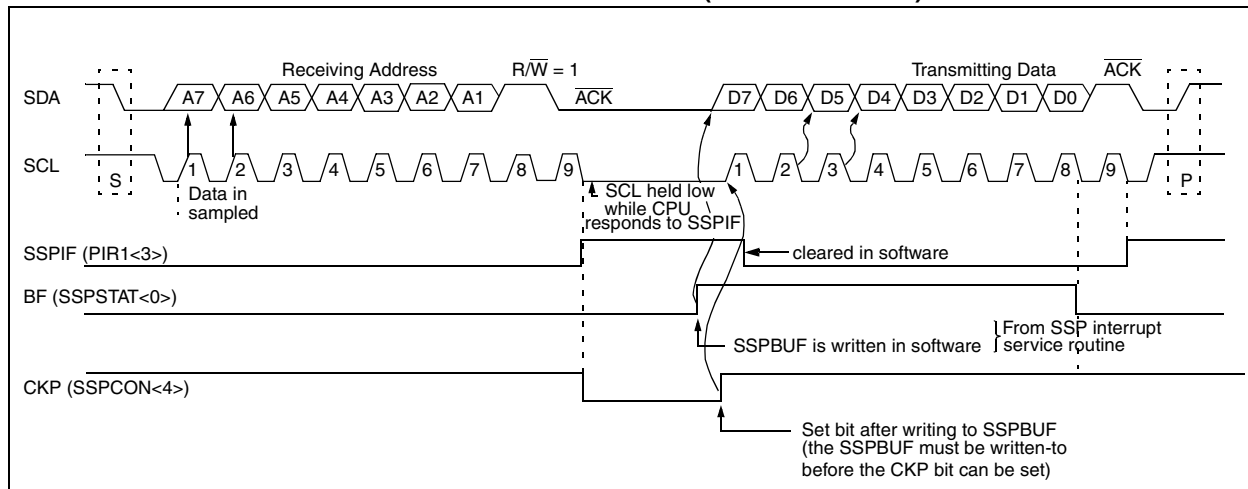 Receiving Address
R/W = 1
Transmitting Data
ACK
SDA
A7 A6 A5 A4 A3 A2 A1
ACK
D7 D6 D5 D4 D3 D2 D1 D0
SCL
S
1 2 3 4 5 6 7 8 9
1 2 3 4 5 6 7 8 9
P
Data in
sampled
SCL held low
while CPU
responds to SSPIF
SSPIF (PIR1<3>)
cleared in software
BF (SSPSTAT<0>)
SSPBUF is written in software
From SSP interrupt
service routine
CKP (SSPCON<4>)
Set bit after writing to SSPBUF
(the SSPBUF must be written-to
before the CKP bit can be set)